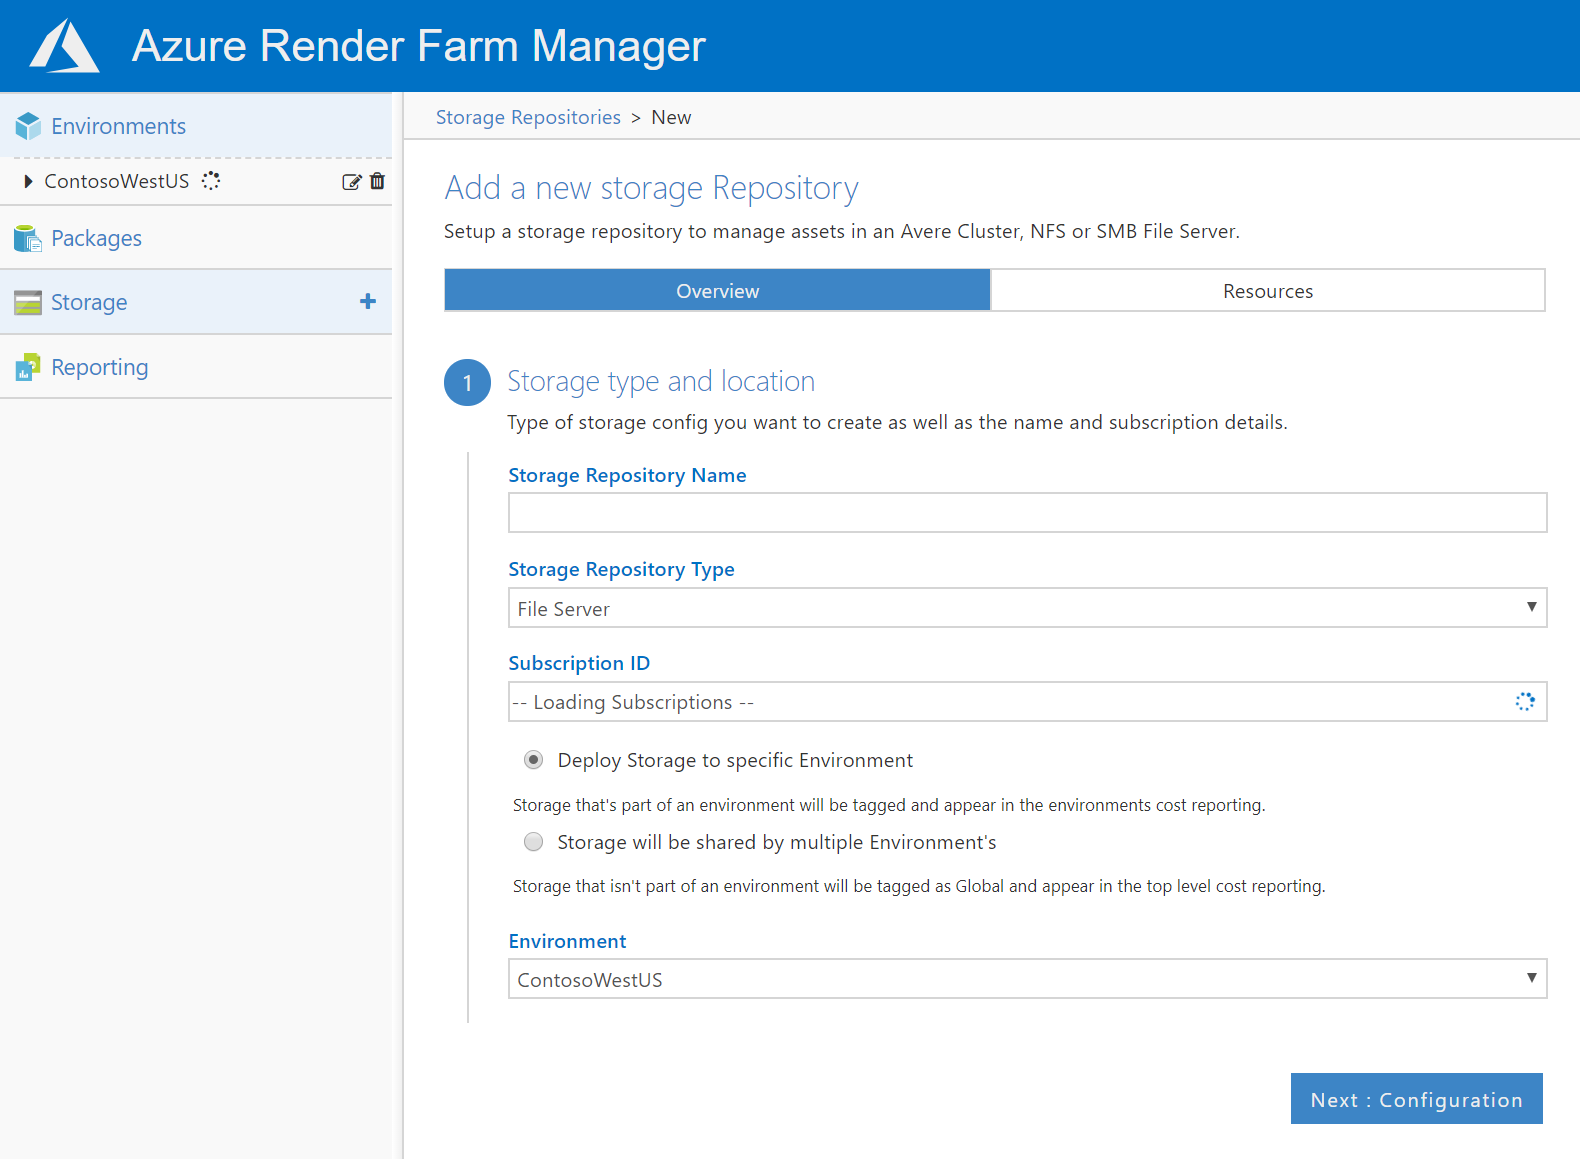 Azure Render Farm Manager
Environments
ContosoWestUS
Packages
Storage
Reporting
Storage Repositories > New
Add a new storage Repository
Setup a storage repository to manage assets in an Avere Cluster, NFS or SMB File Server.
Overview
Resources
1
Storage type and location
Type of storage config you want to create as well as the name and subscription details.
Storage Repository Name
Storage Repository Type
File Server
Subscription ID
-- Loading Subscriptions --
Deploy Storage to specific Environment
Storage that's part of an environment will be tagged and appear in the environments cost reporting.
Storage will be shared by multiple Environment's
Storage that isn't part of an environment will be tagged as Global and appear in the top level cost reporting.
Environment
ContosoWestUS
Next : Configuration